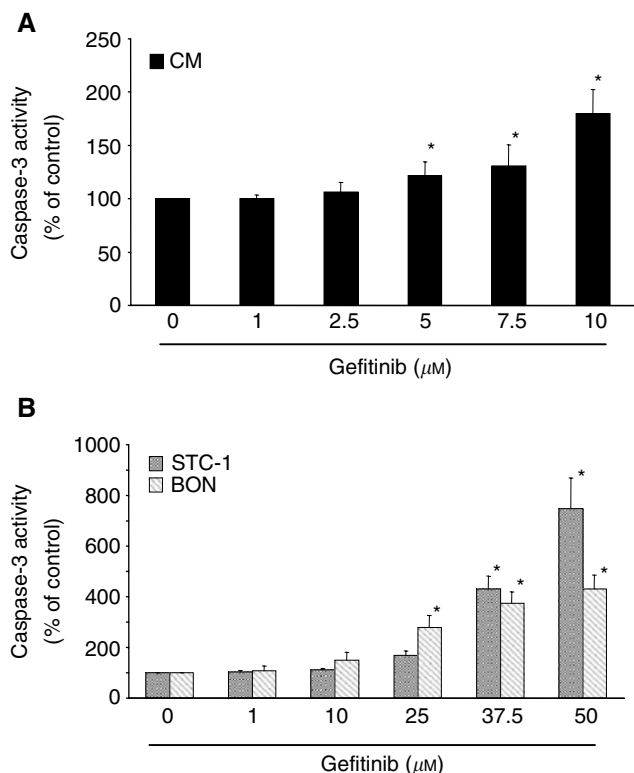 A
Caspase-3 activity
(% of control)
250
200
150
100
50
0
CM
*
*
*
0 1 2.5 5 7.5 10
Gefitinib (μM)
B
Caspase-3 activity
(% of control)
1000
800
600
400
200
0
STC-1
BON
*
*
*
*
*
0 1 10 25 37.5 50
Gefitinib (μM)